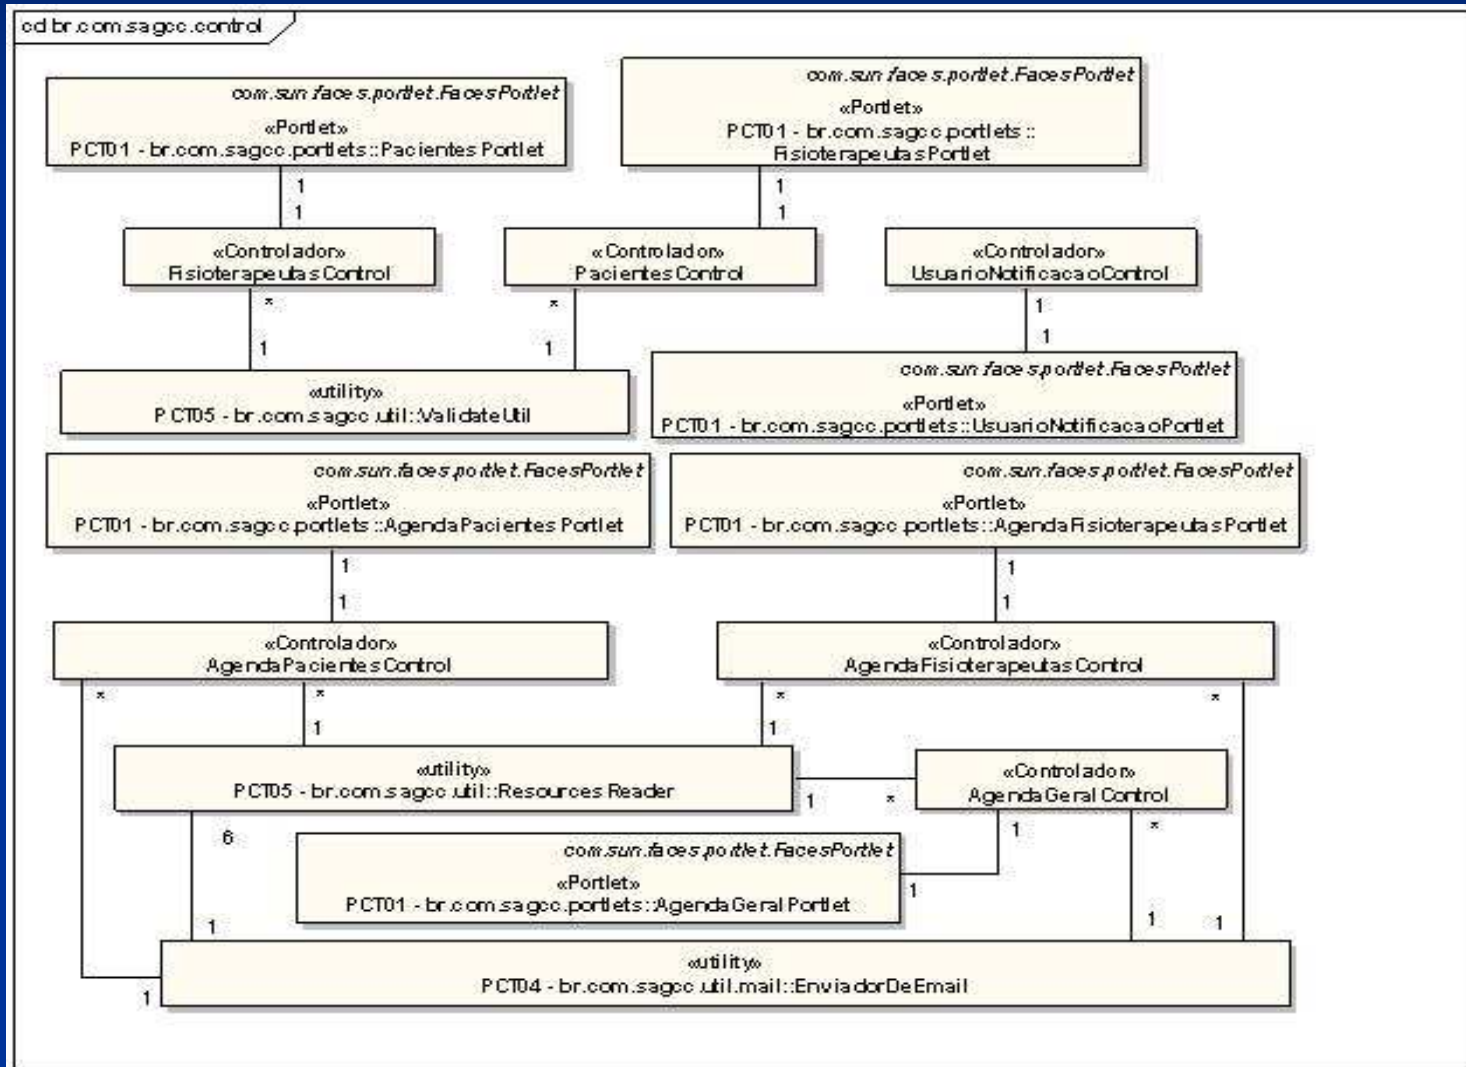 cd br.com.sagcc.control
com.sun.faces.portlet.FacesPortlet
«Portlet»
PCT01 - br.com.sagcc.portlets::PacientesPortlet
com.sun.faces.portlet.FacesPortlet
«Portlet»
PCT01 - br.com.sagcc.portlets::
FisioterapeutasPortlet
1
1
1
1
«Controlador»
FisioterapeutasControl
«Controlador»
PacientesControl
«Controlador»
UsuarioNotificacaoControl
*
1
*
1
1
1
«utility»
PCT05 - br.com.sagcc.util::ValidateUtil
com.sun.faces.portlet.FacesPortlet
«Portlet»
PCT01 - br.com.sagcc.portlets::UsuarioNotificacaoPortlet
com.sun.faces.portlet.FacesPortlet
«Portlet»
PCT01 - br.com.sagcc.portlets::AgendaPacientesPortlet
com.sun.faces.portlet.FacesPortlet
«Portlet»
PCT01 - br.com.sagcc.portlets::AgendaFisioterapeutasPortlet
1
1
1
1
«Controlador»
AgendaPacientesControl
«Controlador»
AgendaFisioterapeutasControl
*
*
1
*
1
*
«utility»
PCT05 - br.com.sagcc.util::ResourcesReader
1
*
«Controlador»
AgendaGeralControl
6
1
*
com.sun.faces.portlet.FacesPortlet
«Portlet»
PCT01 - br.com.sagcc.portlets::AgendaGeralPortlet
1
1
1
1
«utility»
PCT04 - br.com.sagcc.util.mail::EnviadorDeEmail
1